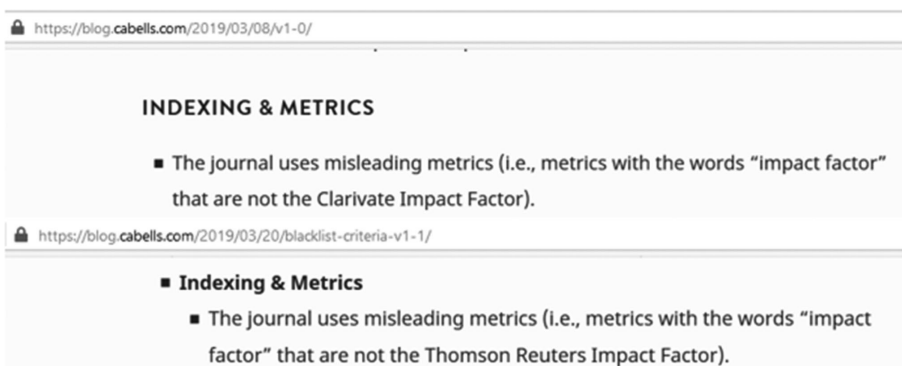 https://blog.cabells.com/2019/03/08/v1-0/
INDEXING & METRICS
▪ The journal uses misleading metrics (i.e., metrics with the words “impact factor”
that are not the Clarivate Impact Factor).
https://blog.cabells.com/2019/03/20/blacklist-criteria-v1-1/
▪ Indexing & Metrics
▪ The journal uses misleading metrics (i.e., metrics with the words “impact
factor” that are not the Thomson Reuters Impact Factor).